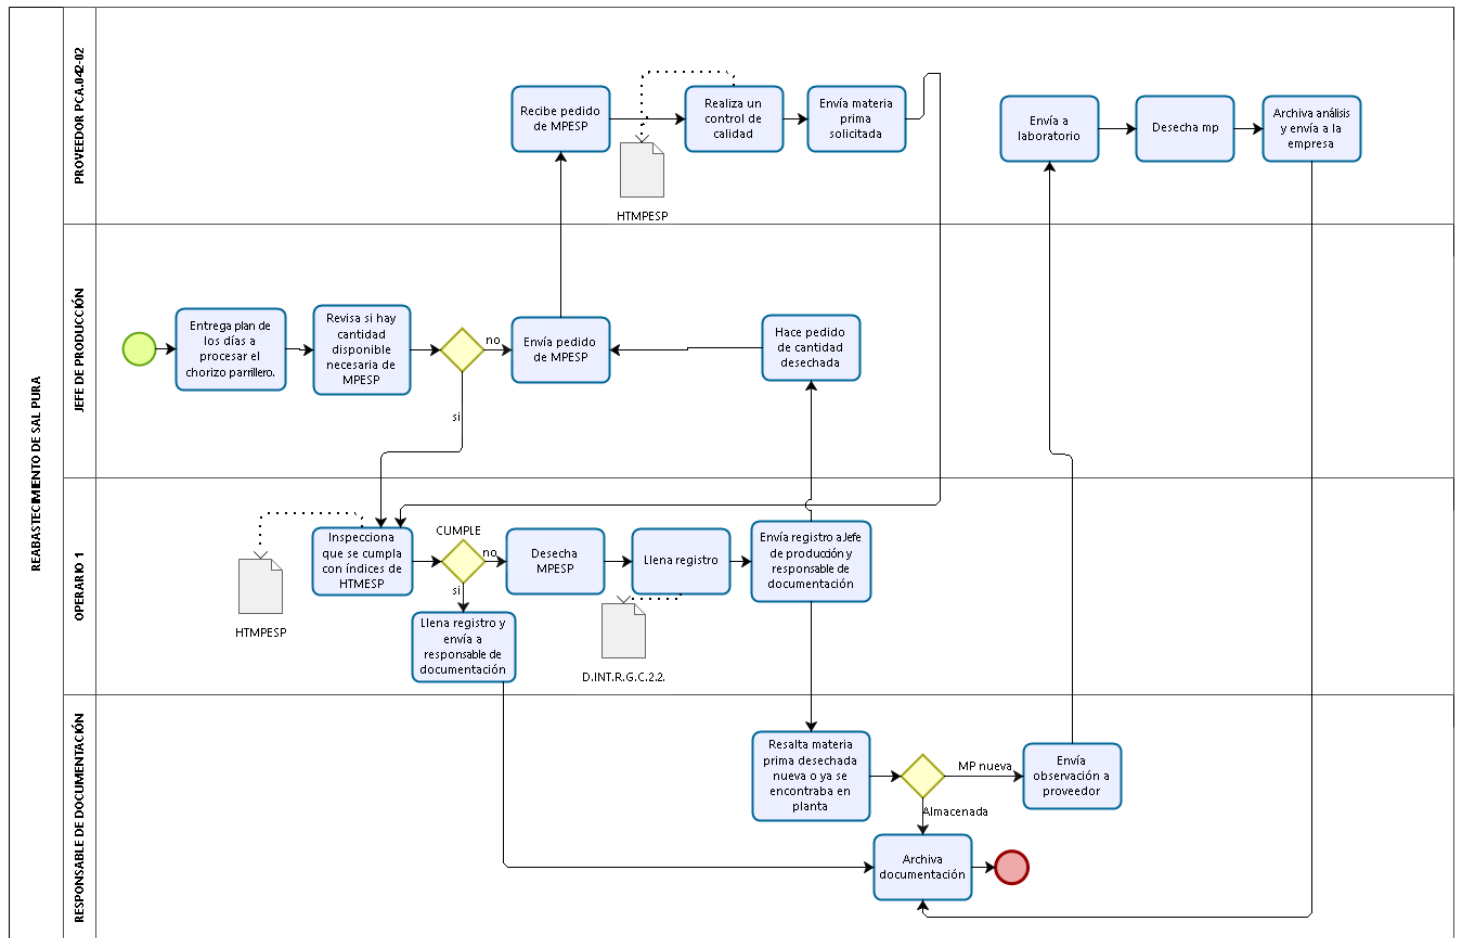 REABASTECIMIENTO DE SAL PURA
PROVEEDOR PCA.042-02
Recibe pedido
de MPESP
Realiza un
control de
calidad
Envía materia
prima
solicitada
HTMPESP
Envía a
laboratorio
Desecha mp
Archiva análisis
y envía a la
empresa
JEFE DE PRODUCCIÓN
Entrega plan de
los días a
procesar el
chorizo parrillero.
Revisa si hay
cantidad
disponible
necesaria de
MPESP
no
si
Envía pedido
de MPESP
Hace pedido
de cantidad
desechada
OPERARIO 1
HTMPESP
Inspecciona
que se cumpla
con índices de
HTMESP
CUMPLE
no
si
Desecha
MPESP
Llena registro
D.INT.R.G.C.2.2.
Envía registro a Jefe
de producción y
responsable de
documentación
Llena registro y
envía a
responsable de
documentación
RESPONSABLE DE DOCUMENTACIÓN
Resalta materia
prima desechada
nueva o ya se
encontraba en
planta
MP nueva
Almacenada
Envía
observación a
proveedor
Archiva
documentación